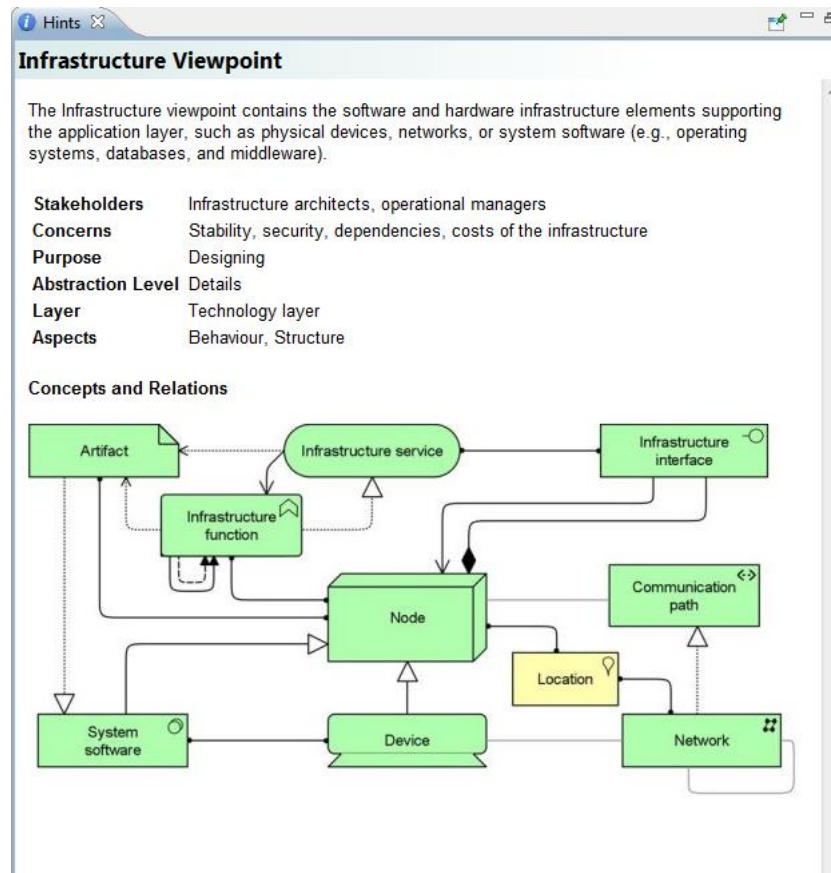 Hints
Infrastructure Viewpoint
The Infrastructure viewpoint contains the software and hardware infrastructure elements supporting
the application layer, such as physical devices, networks, or system software (e.g., operating
systems, databases, and middleware).
Stakeholders Infrastructure architects, operational managers
Concerns Stability, security, dependencies, costs of the infrastructure
Purpose Designing
Abstraction Level Details
Layer Technology layer
Aspects Behaviour, Structure
Concepts and Relations
Artifact
Infrastructure service
Infrastructure
interface
Infrastructure
function
Node
Communication
path
Location
System
software
Device
Network